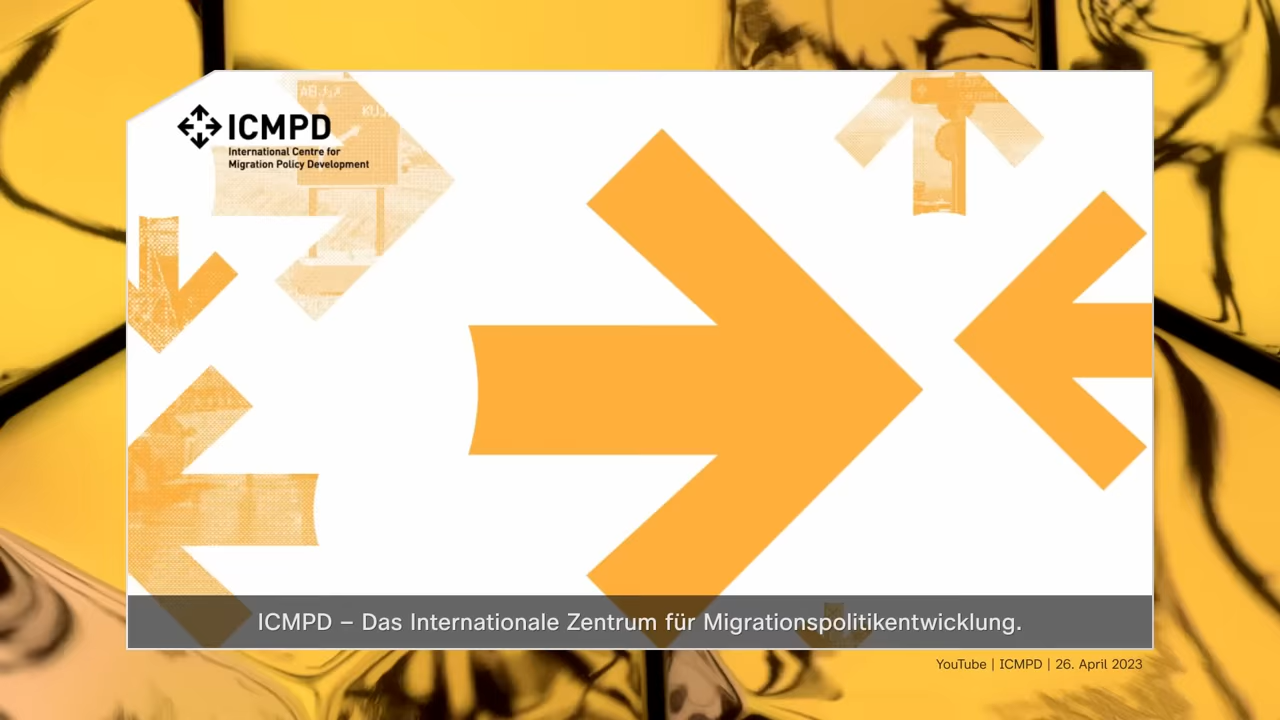 ICMPD
International Centre for
Migration Policy Development
ICMPD – Das Internationale Zentrum für Migrationspolitikentwicklung.
YouTube | ICMPD | 26. April 2023